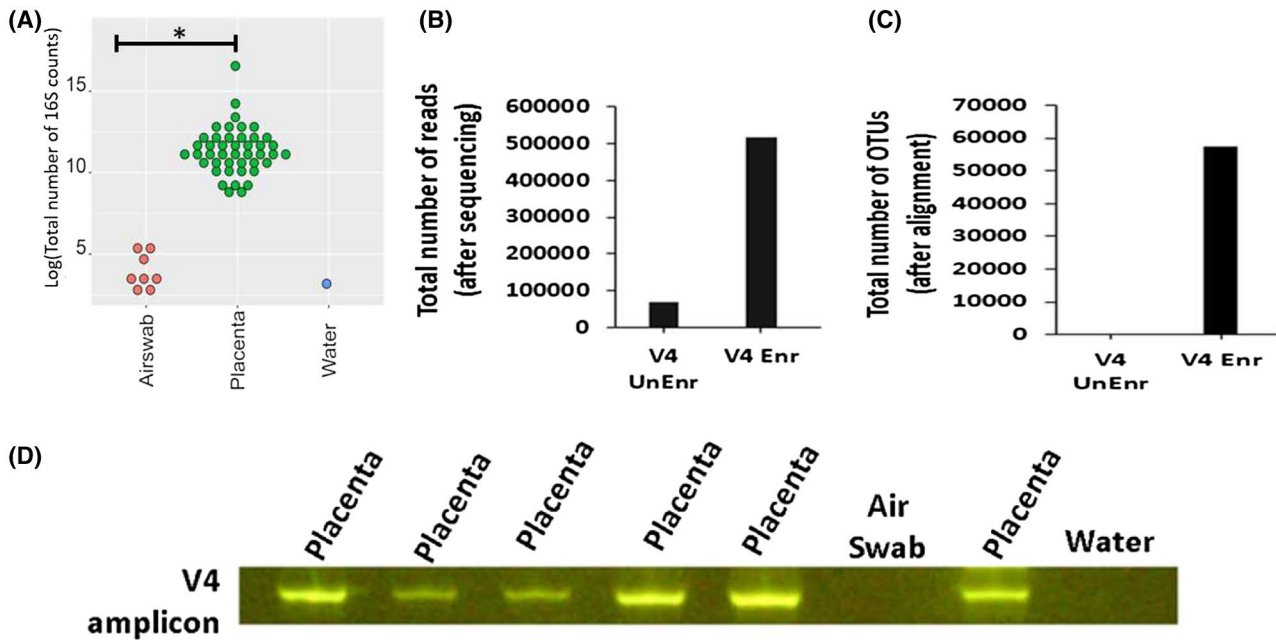 (A)
Log(Total number of 16S counts)
*
15
10
5
Airswab
Placenta
Water
(B)
Total number of reads
(after sequencing)
600000
500000
400000
300000
200000
100000
0
V4
UnEnr
V4 Enr
(C)
Total number of OTUs
(after alignment)
70000
60000
50000
40000
30000
20000
10000
0
V4
UnEnr
V4 Enr
(D)
Placenta
Placenta
Placenta
Placenta
Placenta
Air
Swab
Placenta
Water
V4
amplicon